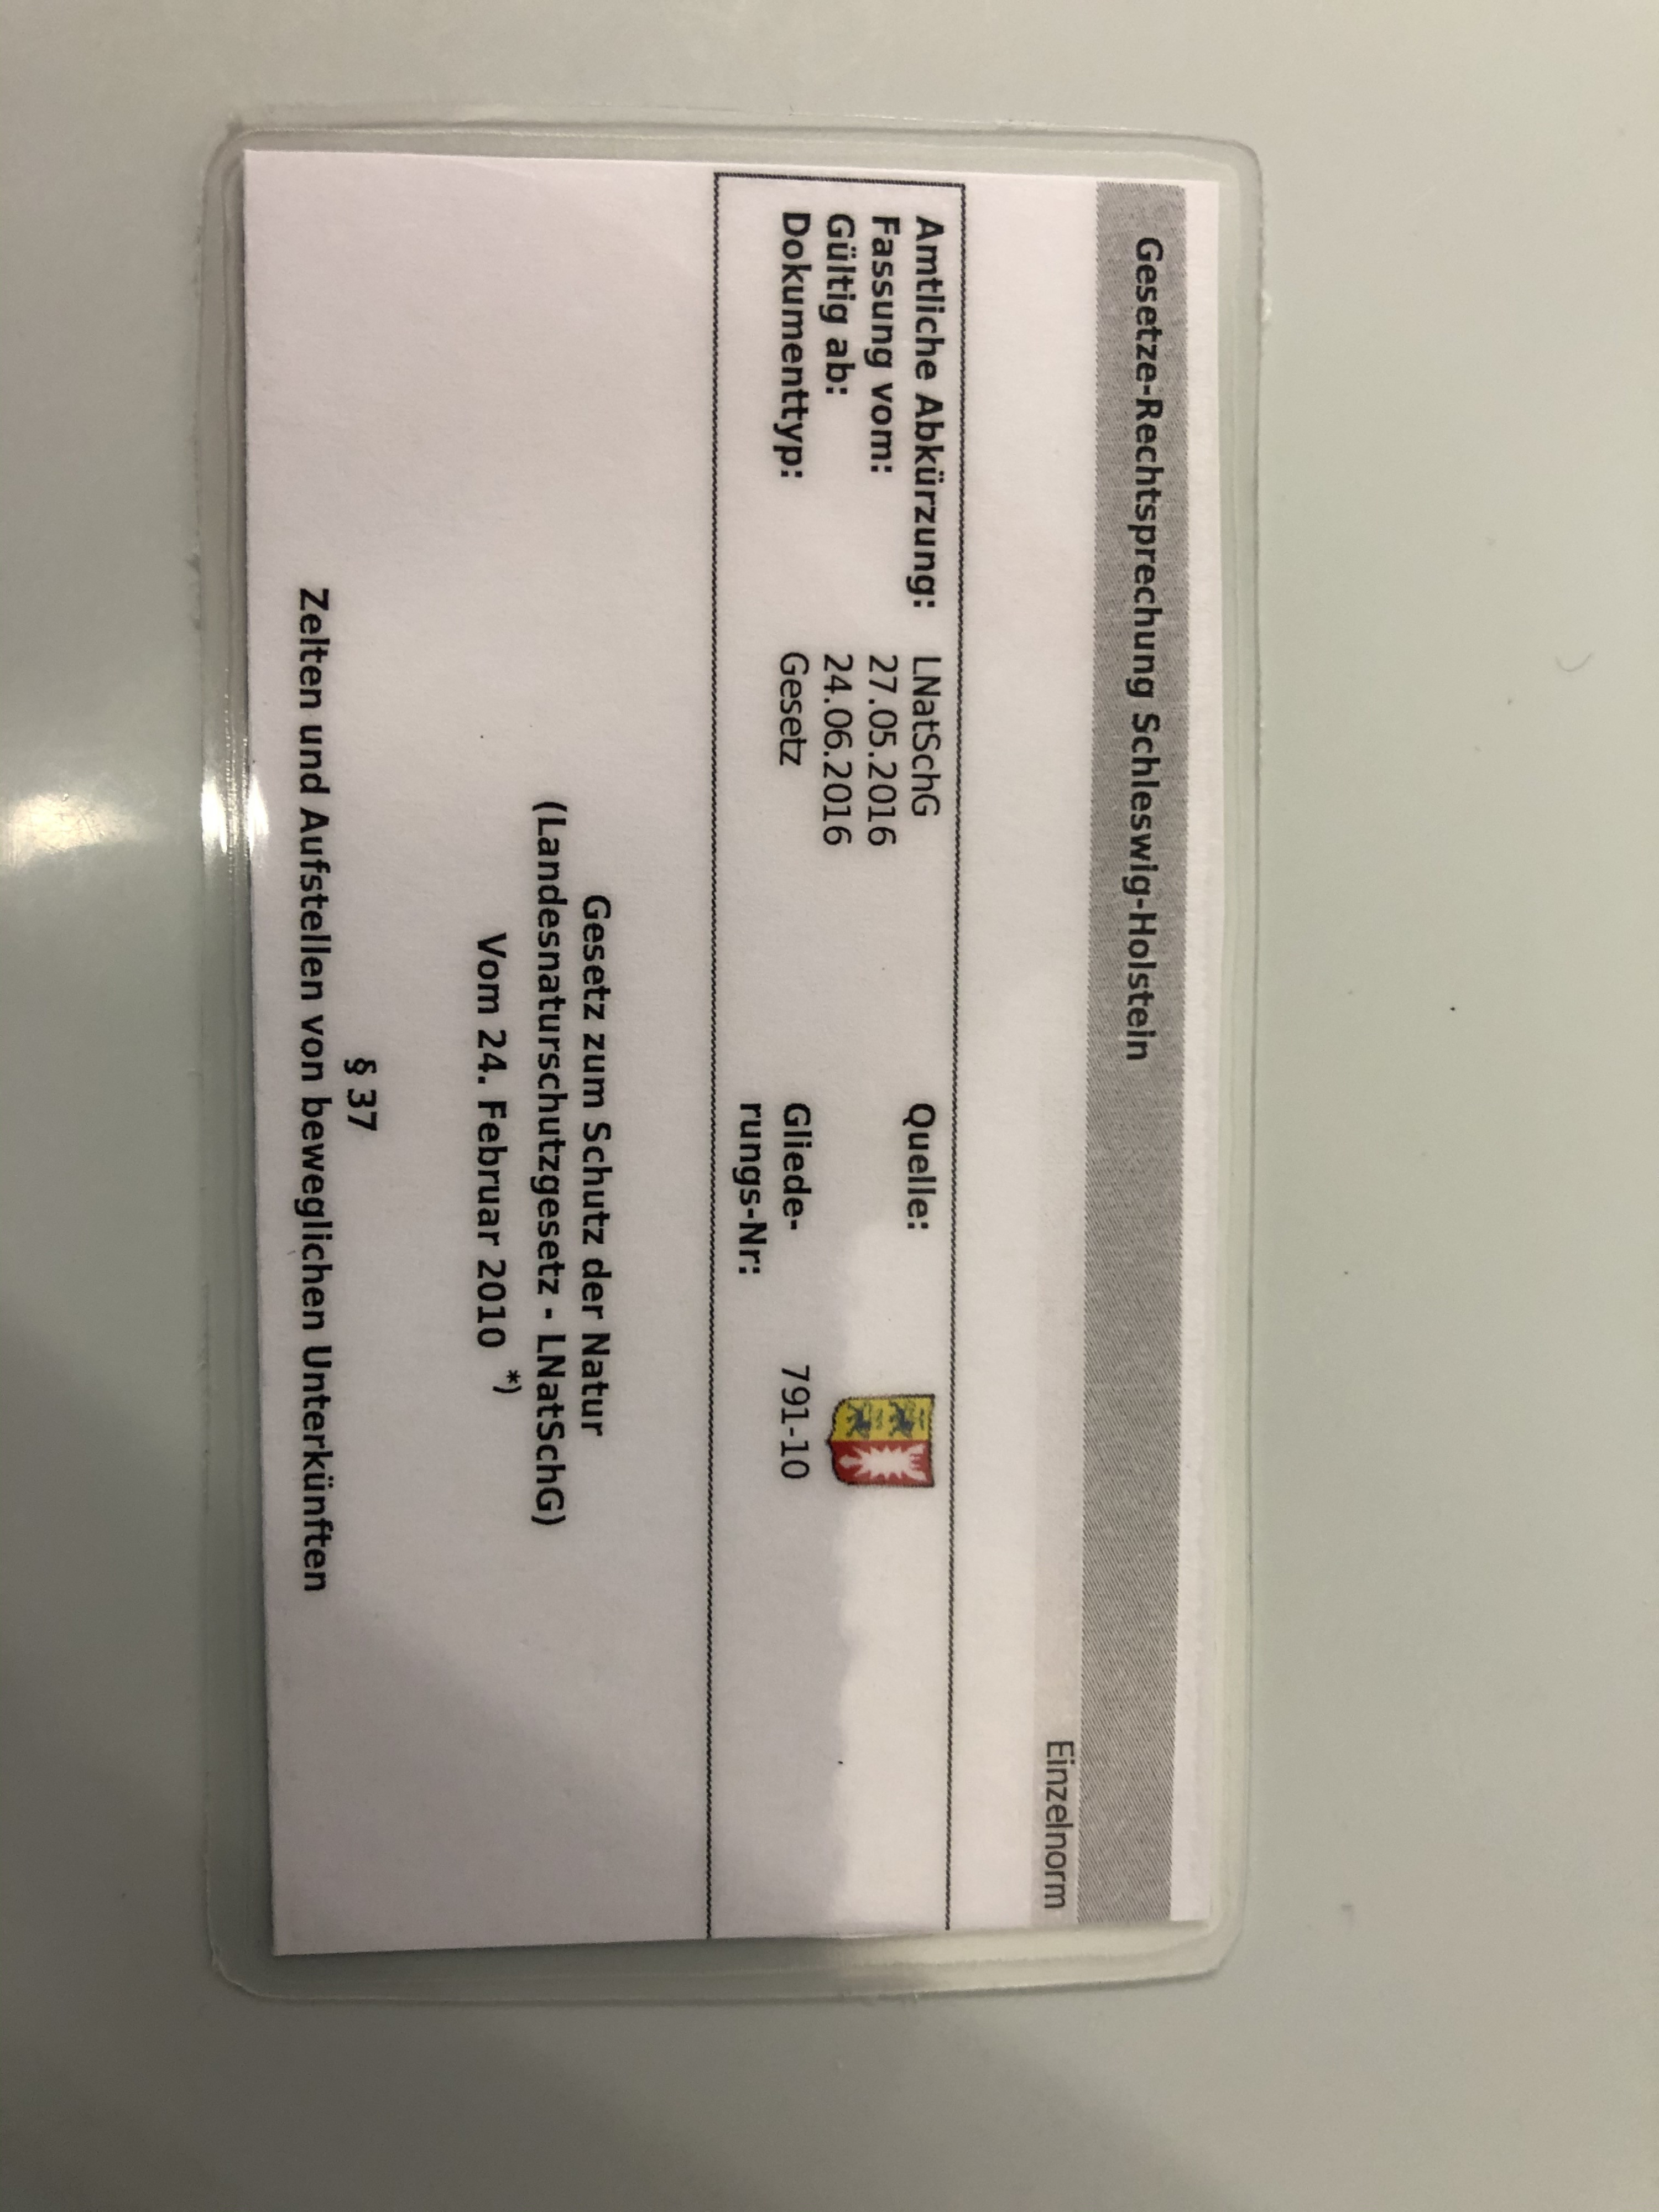 Gesetze-Rechtsprechung Schleswig-Holstein
Einzelnorm
Amtliche Abkürzung: LNatSchG Quelle:
Fassung vom: 27.05.2016
Gültig ab: 24.06.2016
Dokumenttyp: Gesetz Gliede-
rungs-Nr: 791-10
Gesetz zum Schutz der Natur
(Landesnaturschutzgesetz - LNatSchG)
Vom 24. Februar 2010 *)
§ 37
Zelten und Aufstellen von beweglichen Unterkünften